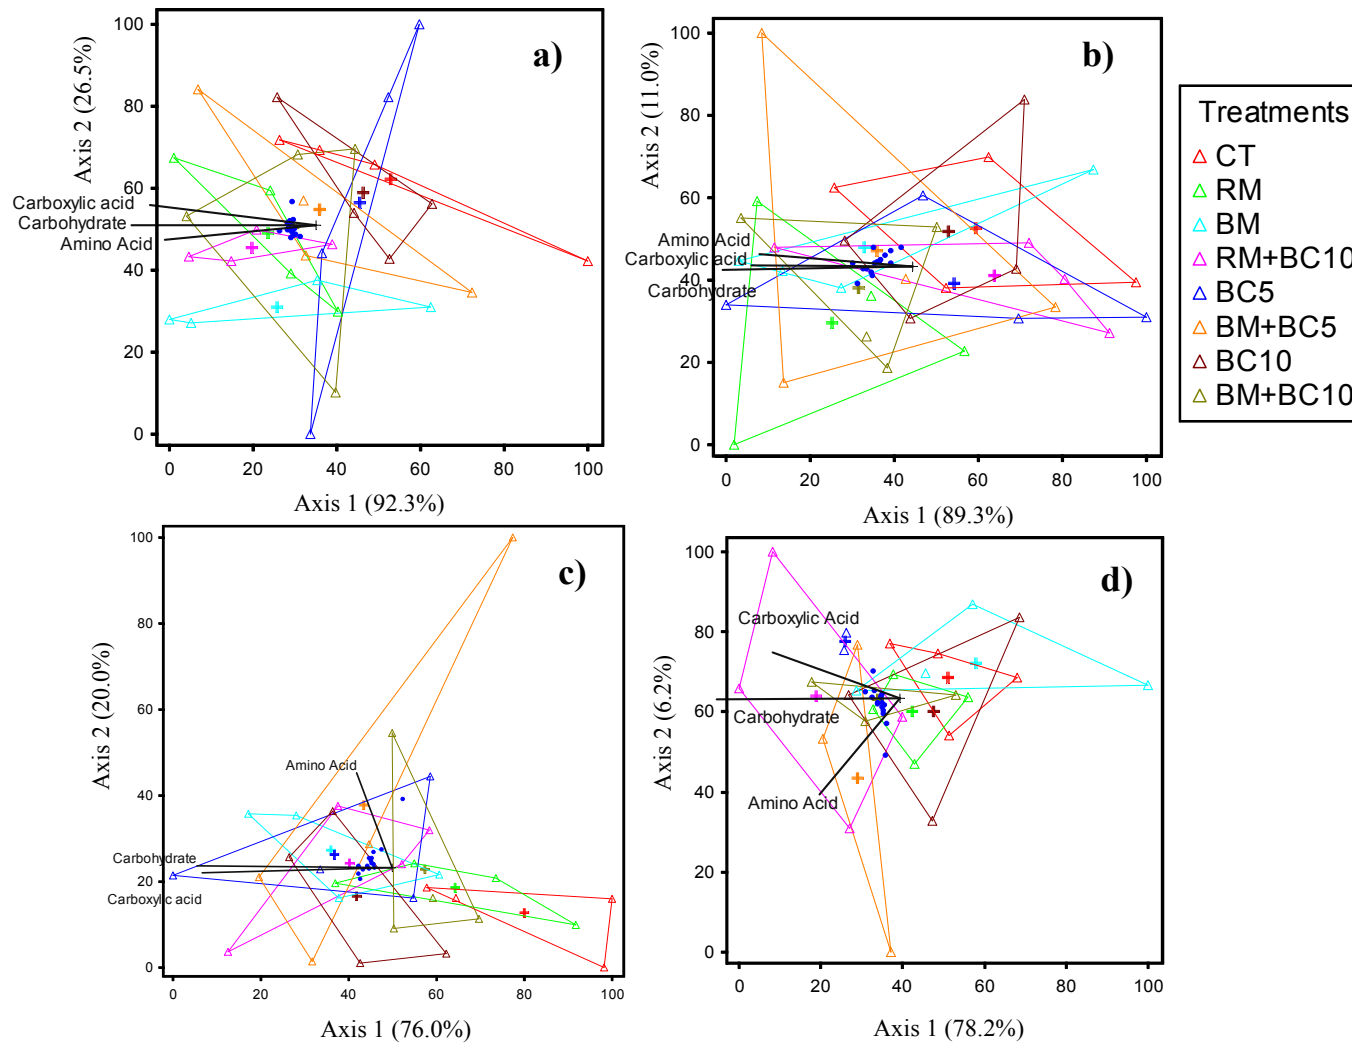 a)
Axis 2 (26.5%)
100
80
60
40
20
0
Carboxylic acid
Carbohydrate
Amino Acid
0 20 40 60 80 100
Axis 1 (92.3%)
b)
Axis 2 (11.0%)
100
80
60
40
20
0
Amino Acid
Carboxylic acid
Carbohydrate
0 20 40 60 80 100
Axis 1 (89.3%)
Treatments
CT
RM
BM
RM+BC10
BC5
BM+BC5
BC10
BM+BC10
c)
Axis 2 (20.0%)
100
80
60
40
20
0
Amino Acid
Carbohydrate
Carboxylic acid
0 20 40 60 80 100
Axis 1 (76.0%)
d)
Axis 2 (6.2%)
100
80
60
40
20
0
Carboxylic Acid
Carbohydrate
Amino Acid
0 20 40 60 80 100
Axis 1 (78.2%)